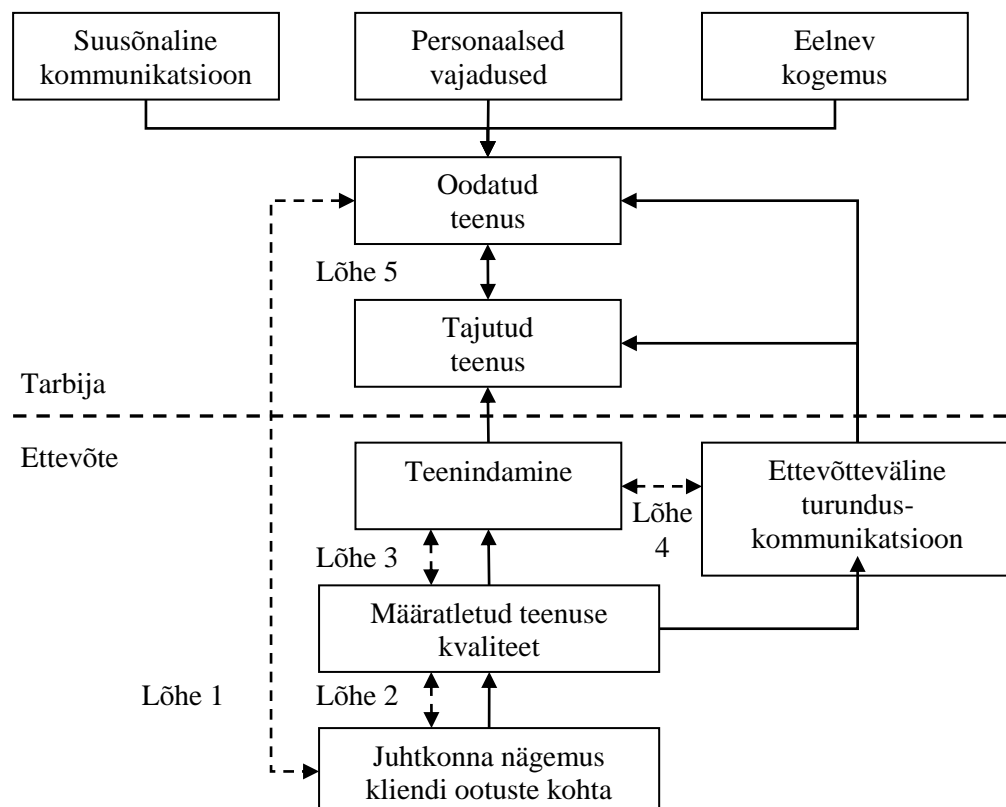 Suusõnaline
kommunikatsioon
Personaalsed
vajadused
Eelnev
kogemus
Oodatud
teenus
Lõhe 5
Tajutud
teenus
Tarbija
Ettevõte
Teenindamine
Lõhe
4
Ettevõtteväline
turundus-
kommunikatsioon
Lõhe 3
Määratletud teenuse
kvaliteet
Lõhe 1
Lõhe 2
Juhtkonna nägemus
kliendi ootuste kohta